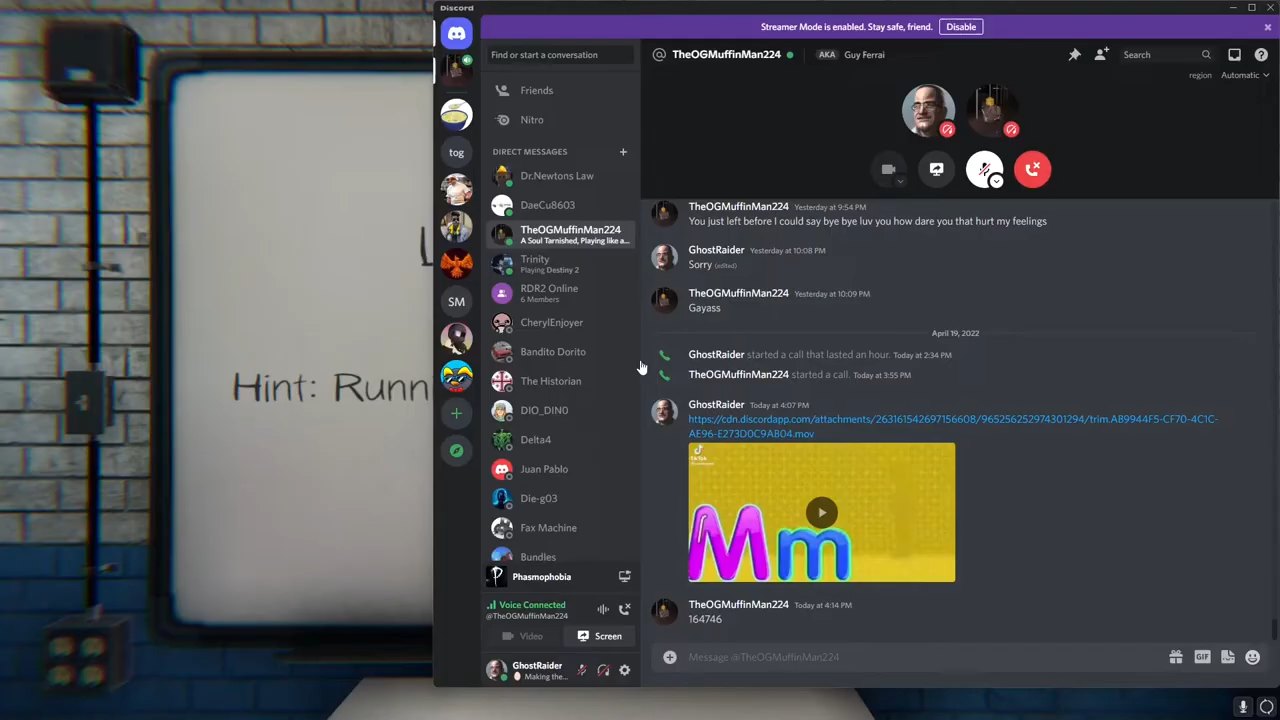 Discord
Streamer Mode is enabled. Stay safe, friend.
Disable
Find or start a conversation
TheOGMuffinMan224
AKA
Guy Ferrai
Search
region
Automatic
Friends
Nitro
DIRECT MESSAGES
tog
SM
Dr.Newtons Law
DaeCu8603
TheOGMuffinMan224
A Soul Tarnished, Playing like a...
Trinity
Playing Destiny 2
RDR2 Online
6 Members
CherylEnjoyer
Bandito Dorito
The Historian
DIO_DIN0
Delta4
Juan Pablo
Die-g03
Fax Machine
Bundles
Phasmophobia
Voice Connected
@TheOGMuffinMan224
Video
Screen
GhostRaider
Making the...
TheOGMuffinMan224 Yesterday at 9:54 PM
You just left before I could say bye bye luv you how dare you that hurt my feelings
GhostRaider Yesterday at 10:08 PM
Sorry (edited)
TheOGMuffinMan224 Yesterday at 10:09 PM
Gayass
April 19, 2022
GhostRaider started a call that lasted an hour. Today at 2:34 PM
TheOGMuffinMan224 started a call. Today at 3:55 PM
GhostRaider Today at 4:07 PM
https://cdn.discordapp.com/attachments/263161542697156608/965256252974301294/trim.AB9944F5-CF70-4C1C-
AE96-E273D0C9AB04.mov
TikTok
Mm
TheOGMuffinMan224 Today at 4:14 PM
164746
Message @TheOGMuffinMan224
GIF
Hint: Runn